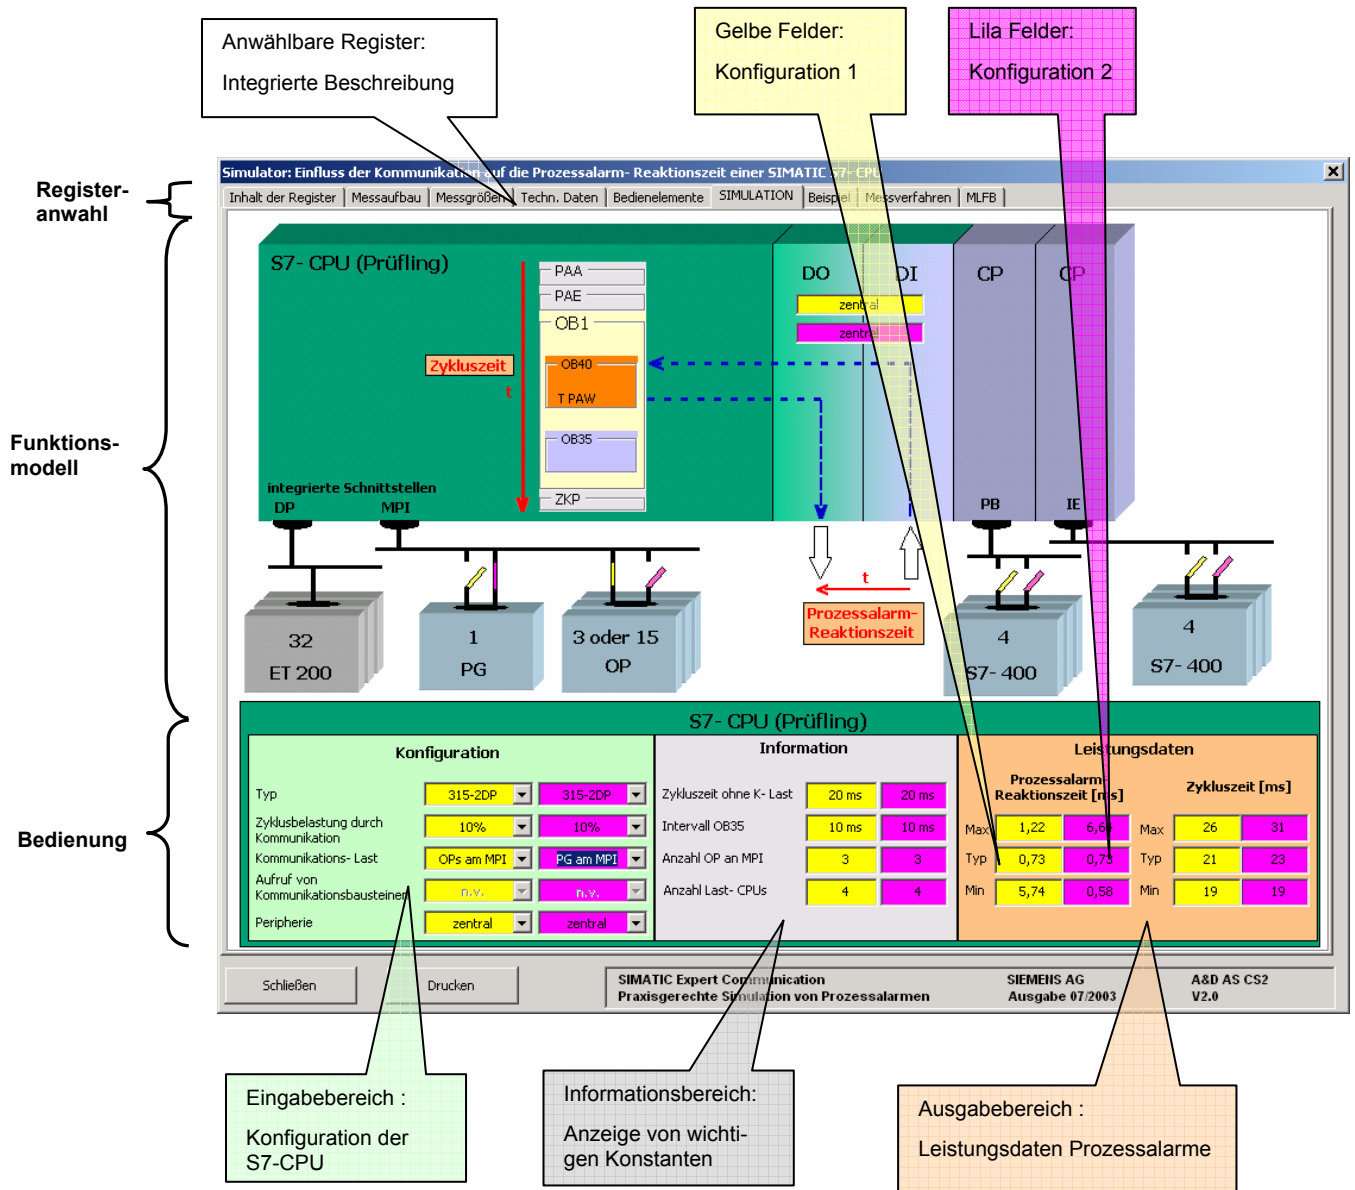 Anwählbare Register:
Integrierte Beschreibung
Gelbe Felder:
Konfiguration 1
Lila Felder:
Konfiguration 2
Register-
anwahl
Funktions-
modell
Bedienung
Simulator: Einfluss der Kommunikation auf die Prozessalarm- Reaktionszeit einer SIMATIC S7- CPU
Inhalt der Register Messaufbau Messgrößen Techn. Daten Bedienelemente SIMULATION Beispiel Messverfahren MLFB
S7- CPU (Prüfling)
PAA
PAE
OB1
Zykluszeit
t
OB40
T PAW
OB35
ZKP
DO DI CP CP
zentral
zentral
integrierte Schnittstellen
DP MPI
PB IE
t
Prozessalarm-
Reaktionszeit
32
ET 200
1
PG
3 oder 15
OP
4
S7- 400
4
S7- 400
S7- CPU (Prüfling)
Konfiguration
Typ 315-2DP 315-2DP
Zyklusbelastung durch
Kommunikation 10% 10%
Kommunikations- Last OPs am MPI PG am MPI
Aufruf von
Kommunikationsbausteinen n.v. n.v.
Peripherie zentral zentral
Information
Zykluszeit ohne K- Last 20 ms 20 ms
Intervall OB35 10 ms 10 ms
Anzahl OP an MPI 3 3
Anzahl Last- CPUs 4 4
Leistungsdaten
Prozessalarm-
Reaktionszeit [ms] Zykluszeit [ms]
Max 1,22 6,64 Max 26 31
Typ 0,73 0,73 Typ 21 23
Min 5,74 0,58 Min 19 19
Schließen Drucken
SIMATIC Expert Communication SIEMENS AG A&D AS CS2
Praxisgerechte Simulation von Prozessalarmen Ausgabe 07/2003 V2.0
Eingabebereich :
Konfiguration der
S7-CPU
Informationsbereich:
Anzeige von wichti-
gen Konstanten
Ausgabebereich :
Leistungsdaten Prozessalarme